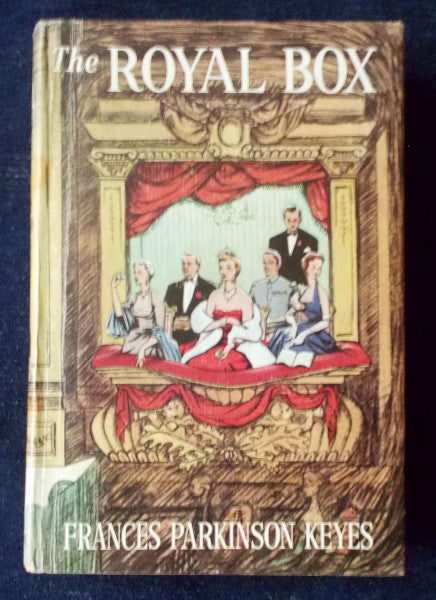 The ROYAL BOX
FRANCES PARKINSON KEYES